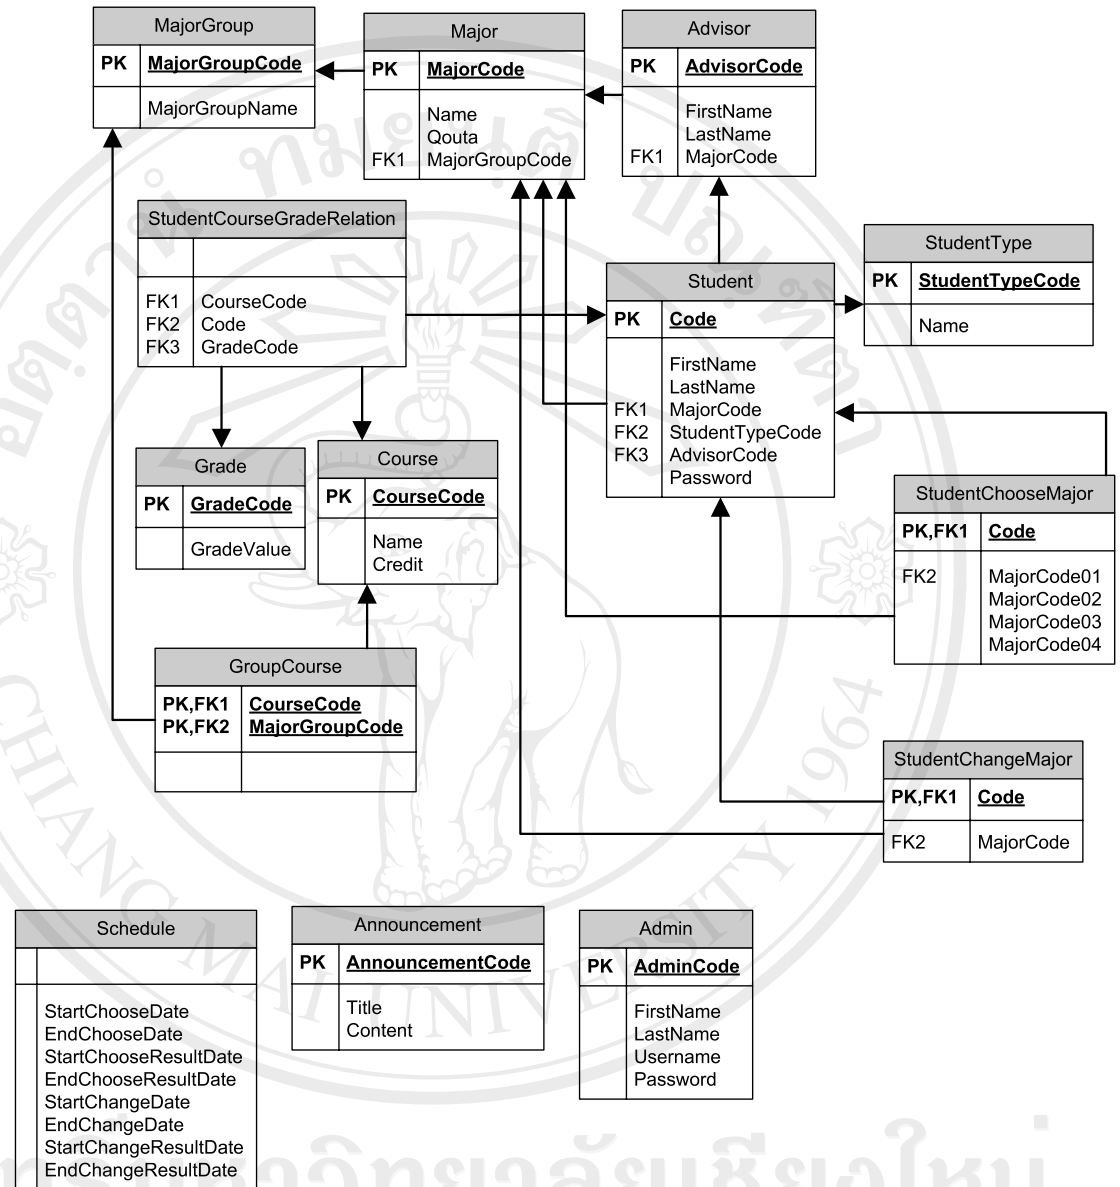 MajorGroup
PK MajorGroupCode
MajorGroupName
Major
PK MajorCode
Name
Qouta
FK1 MajorGroupCode
Advisor
PK AdvisorCode
FirstName
LastName
FK1 MajorCode
StudentCourseGradeRelation
FK1 CourseCode
FK2 Code
FK3 GradeCode
Student
PK Code
FirstName
LastName
FK1 MajorCode
FK2 StudentTypeCode
FK3 AdvisorCode
Password
StudentType
PK StudentTypeCode
Name
Grade
PK GradeCode
GradeValue
Course
PK CourseCode
Name
Credit
StudentChooseMajor
PK,FK1 Code
FK2 MajorCode01
MajorCode02
MajorCode03
MajorCode04
GroupCourse
PK,FK1 CourseCode
PK,FK2 MajorGroupCode
StudentChangeMajor
PK,FK1 Code
FK2 MajorCode
Schedule
StartChooseDate
EndChooseDate
StartChooseResultDate
EndChooseResultDate
StartChangeDate
EndChangeDate
StartChangeResultDate
EndChangeResultDate
Announcement
PK AnnouncementCode
Title
Content
Admin
PK AdminCode
FirstName
LastName
Username
Password
CHIANG MAI UNIVERSITY 1964